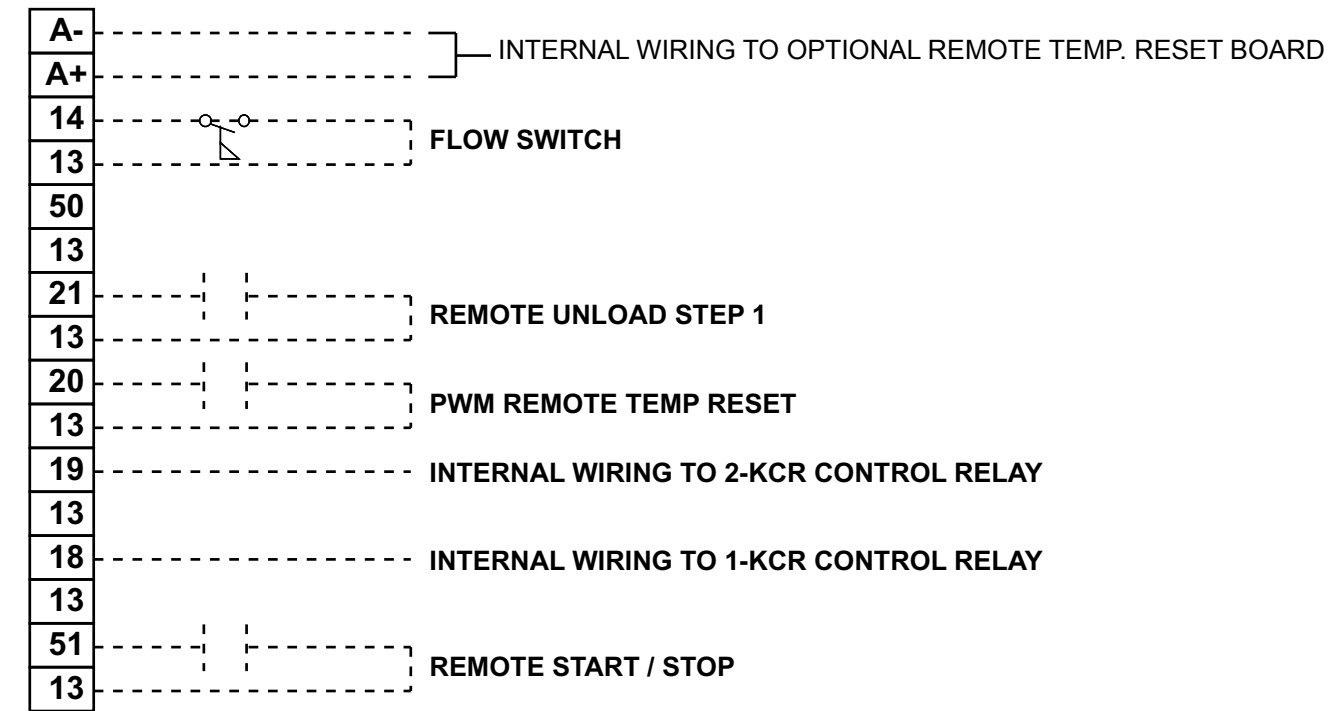 A-
INTERNAL WIRING TO OPTIONAL REMOTE TEMP. RESET BOARD
A+
14
FLOW SWITCH
13
50
13
21
REMOTE UNLOAD STEP 1
13
20
PWM REMOTE TEMP RESET
13
19 INTERNAL WIRING TO 2-KCR CONTROL RELAY
13
18 INTERNAL WIRING TO 1-KCR CONTROL RELAY
13
51
REMOTE START / STOP
13